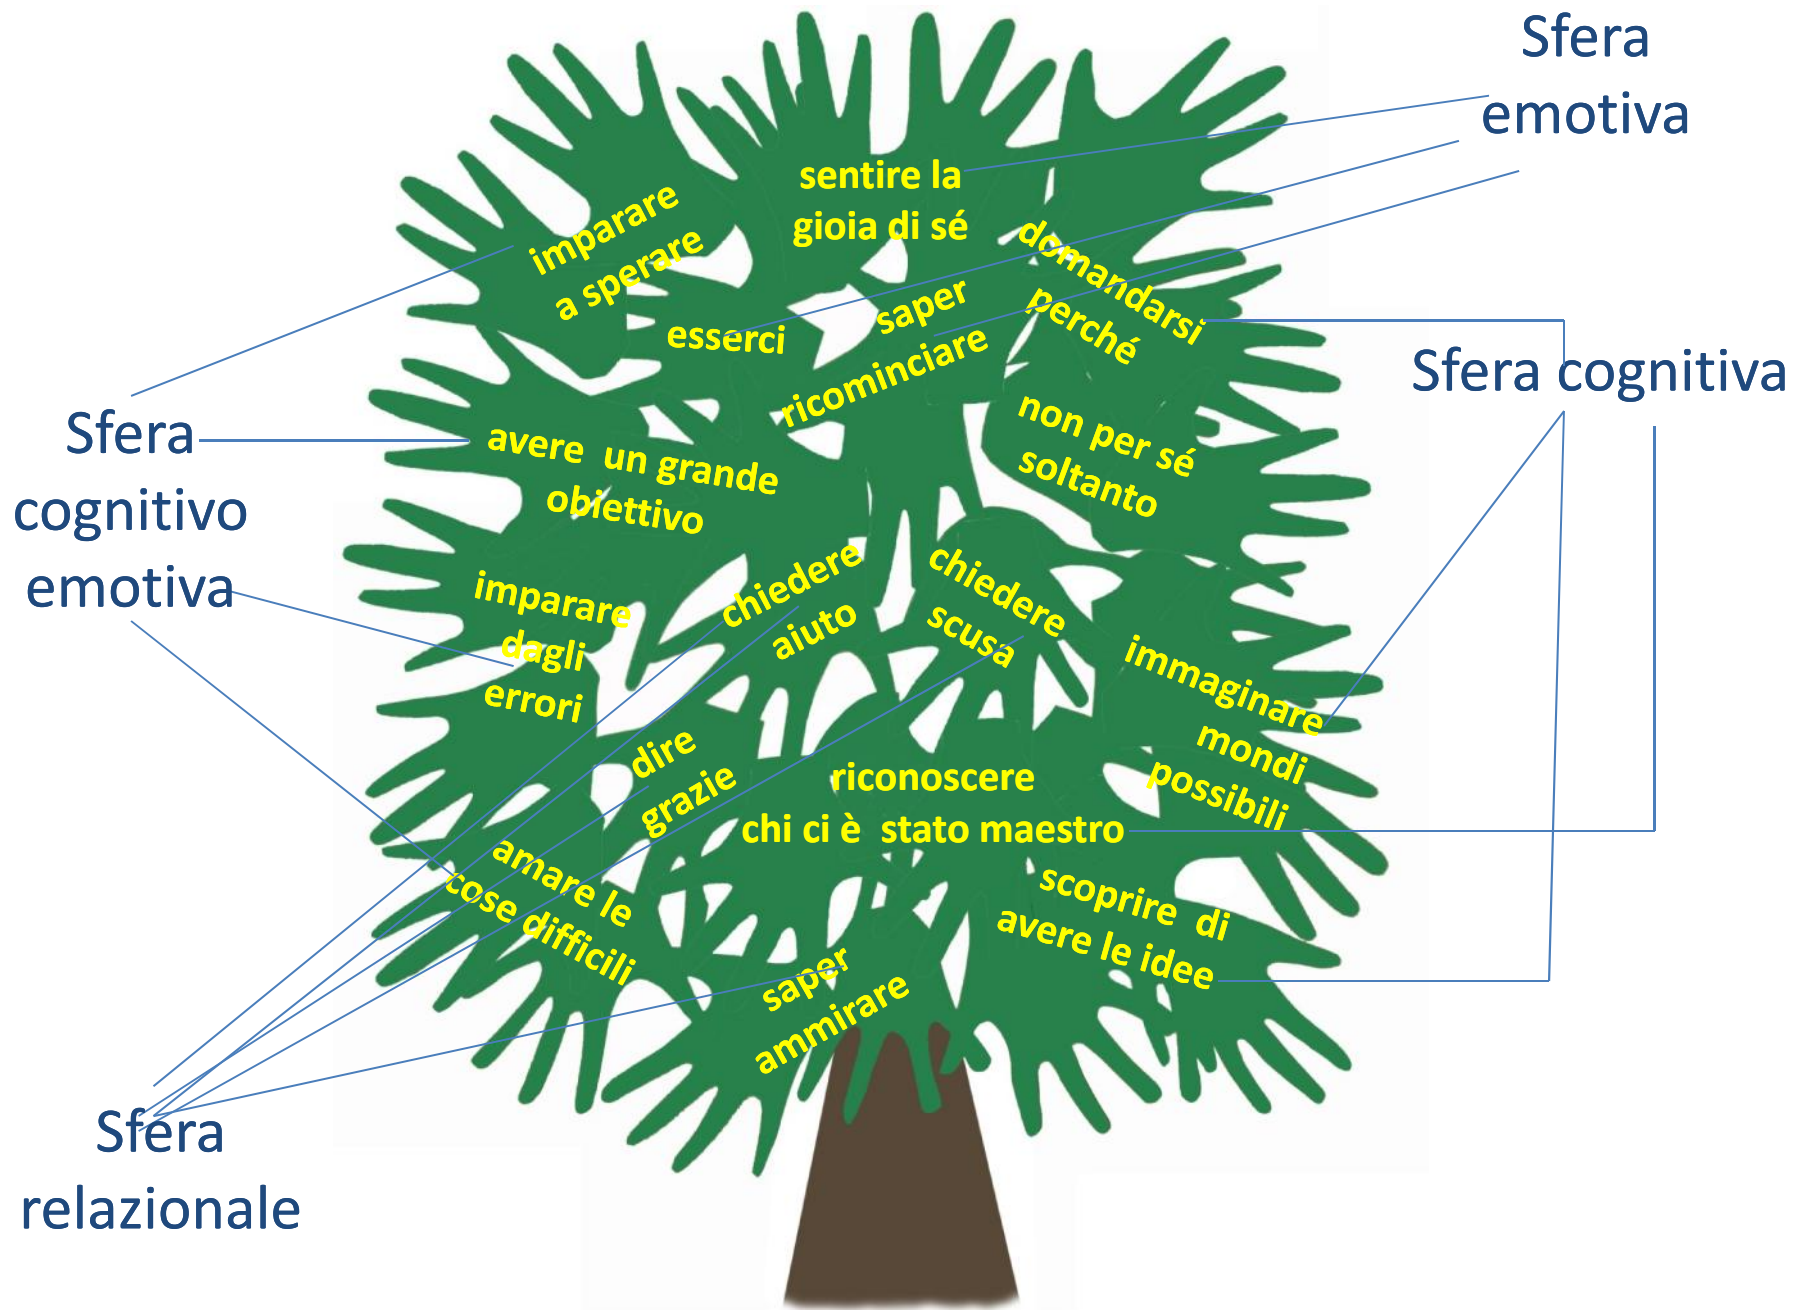 Sfera
emotiva
sentire la
gioia di sé
imparare
a sperare
domandarsi
perché
esserci
saper
ricominciare
Sfera cognitiva
non per sé
soltanto
Sfera
cognitivo
emotiva
avere un grande
obiettivo
imparare
dagli
errori
chiedere
aiuto
chiedere
scusa
immaginare
mondi
possibili
dire
grazie
riconoscere
chi ci è stato maestro
amare le
cose difficili
scoprire di
avere le idee
saper
ammirare
Sfera
relazionale